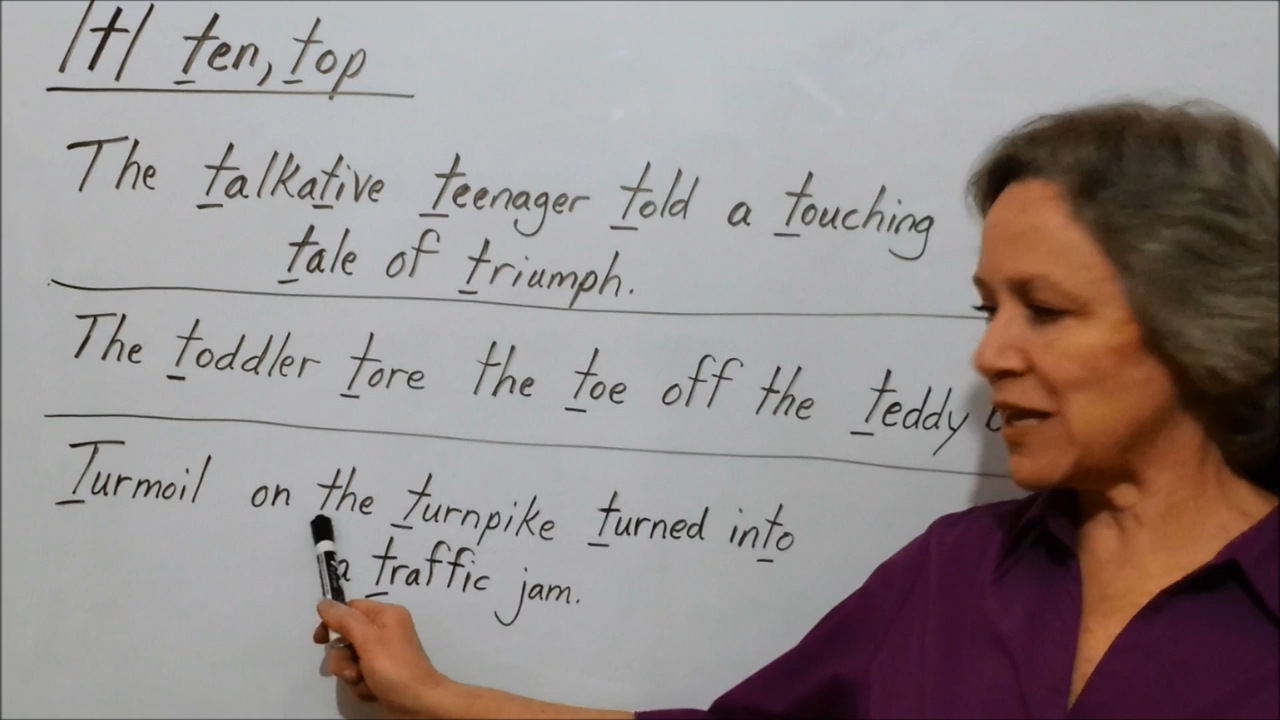 /t/ ten, top
The talkative teenager told a touching
tale of triumph.
The toddler tore the toe off the teddy
Turmoil on the turnpike turned into
a traffic jam.